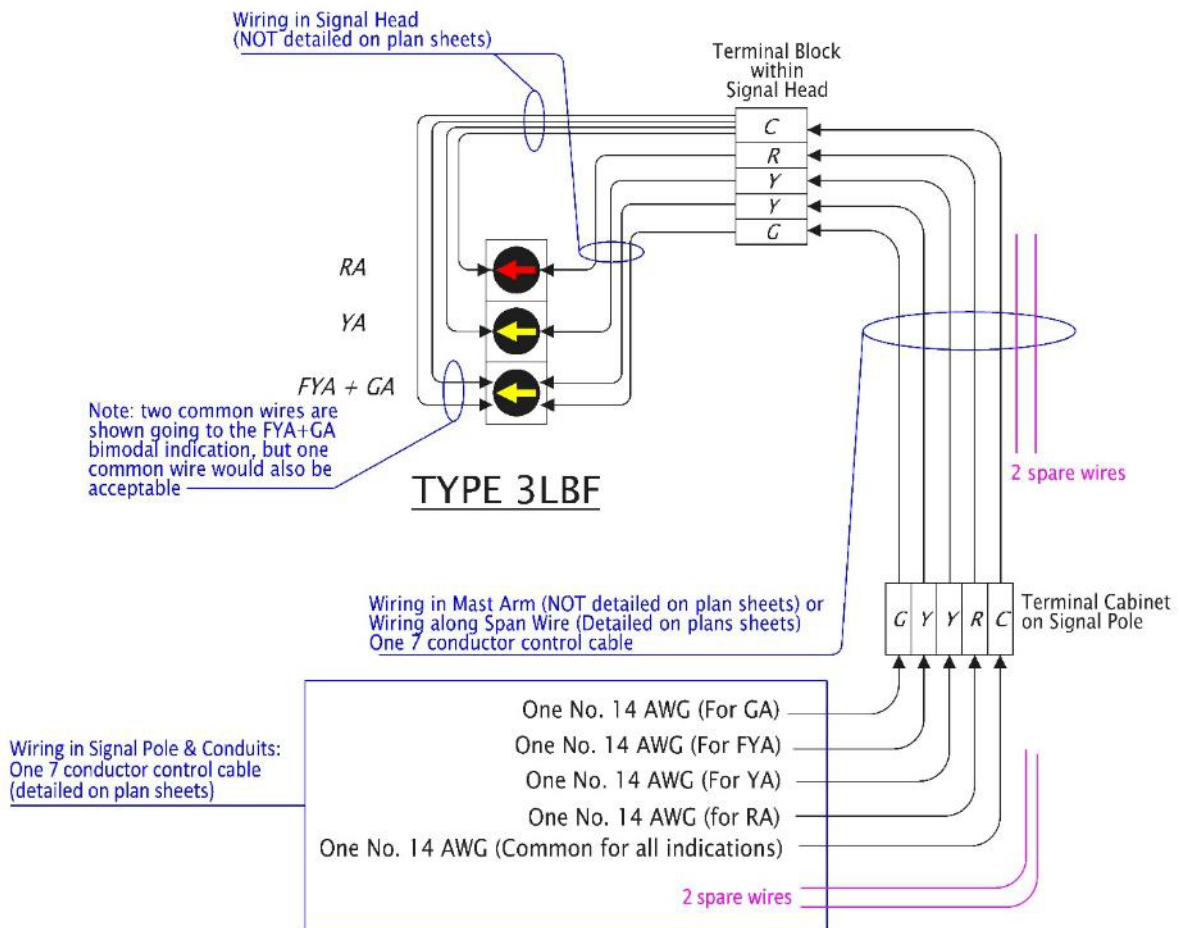 Wiring in Signal Head
(NOT detailed on plan sheets)
Terminal Block
within
Signal Head
C
R
Y
Y
G
RA
YA
FYA + GA
Note: two common wires are
shown going to the FYA+GA
bimodal indication, but one
common wire would also be
acceptable
TYPE 3LBF
2 spare wires
Wiring in Mast Arm (NOT detailed on plan sheets) or
Wiring along Span Wire (Detailed on plans sheets)
One 7 conductor control cable
G Y Y R C
Terminal Cabinet
on Signal Pole
Wiring in Signal Pole & Conduits:
One 7 conductor control cable
(detailed on plan sheets)
One No. 14 AWG (For GA)
One No. 14 AWG (For FYA)
One No. 14 AWG (For YA)
One No. 14 AWG (for RA)
One No. 14 AWG (Common for all indications)
2 spare wires